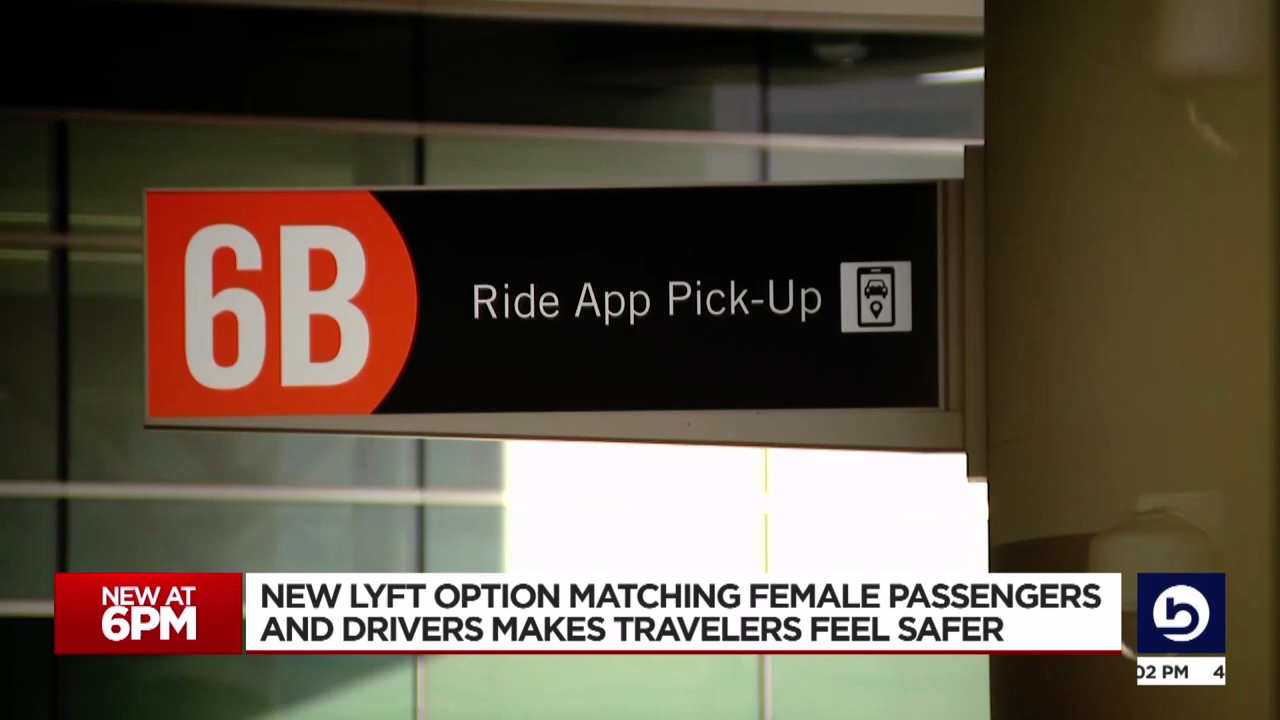 6B
Ride App Pick-Up
NEW AT
6PM
NEW LYFT OPTION MATCHING FEMALE PASSENGERS
AND DRIVERS MAKES TRAVELERS FEEL SAFER
02 PM 4